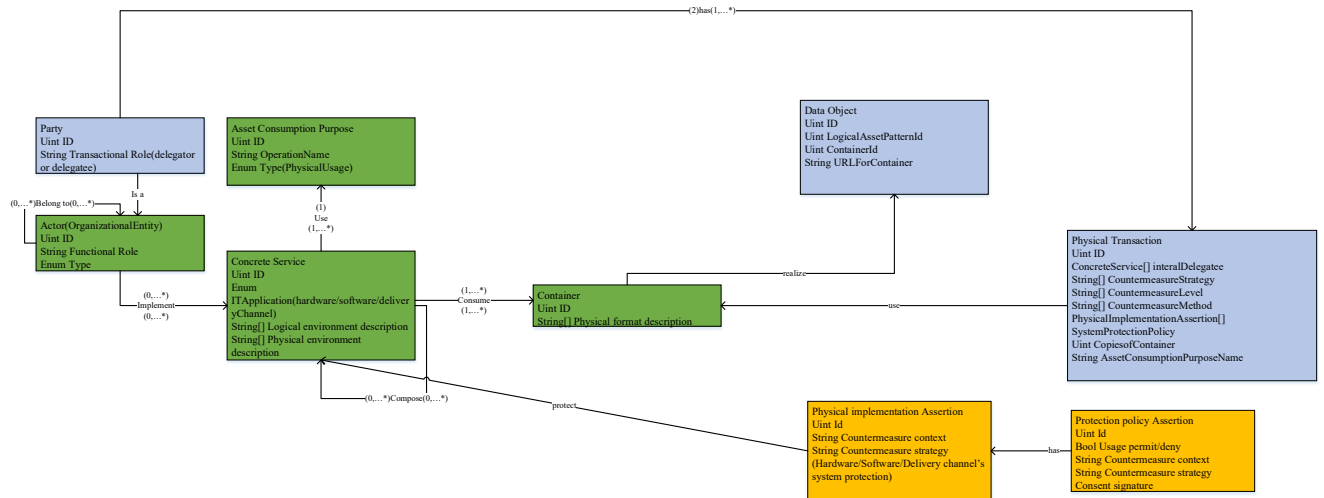 (2)has(1,…*)
Party
Uint ID
String Transactional Role(delegator
or delegatee)
Asset Consumption Purpose
Uint ID
String OperationName
Enum Type(PhysicalUsage)
Data Object
Uint ID
Uint LogicalAssetPatternId
Uint ContainerId
String URLForContainer
Is a
(0,…*)Belong to(0,…*)
Actor(OrganizationalEntity)
Uint ID
String Functional Role
Enum Type
(1)
Use
(1,…*)
Physical Transaction
Uint ID
ConcreteService[] interalDelegatee
String[] CountermeasureStrategy
String[] CountermeasureLevel
String[] CountermeasureMethod
PhysicalImplementationAssertion[]
SystemProtectionPolicy
Uint CopiesofContainer
String AssetConsumptionPurposeName
Concrete Service
Uint ID
Enum
ITApplication(hardware/software/deliver
yChannel)
String[] Logical environment description
String[] Physical environment
description
realize
(0,…*)
Implement
(0,…*)
(1,…*)
Consume
(1,…*)
Container
Uint ID
String[] Physical format description
use
(0,…*)Compose(0,…*)
protect
Physical implementation Assertion
Uint Id
String Countermeasure context
String Countermeasure strategy
(Hardware/Software/Delivery channel's
system protection)
has
Protection policy Assertion
Uint Id
Bool Usage permit/deny
String Countermeasure context
String Countermeasure strategy
Consent signature